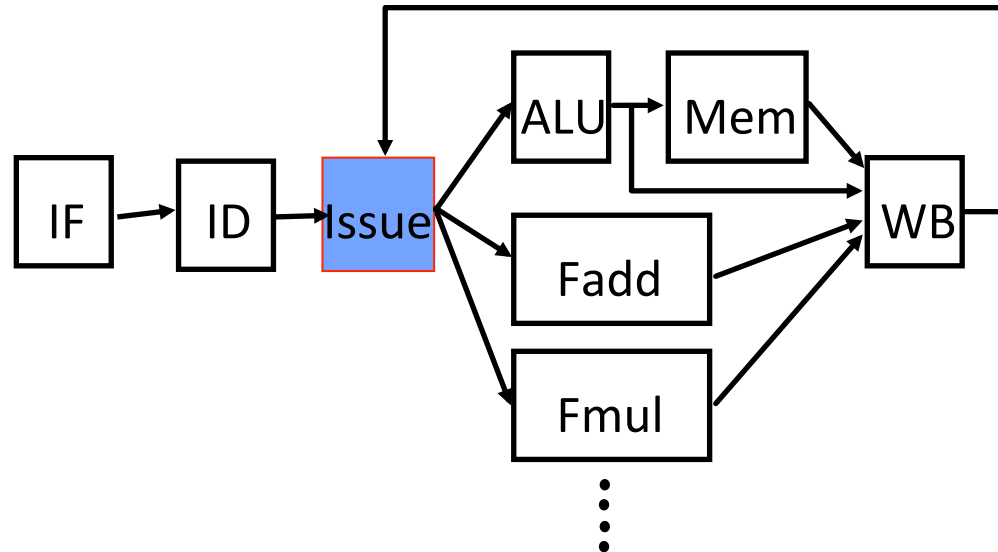 IF
ID
Issue
ALU
Mem
Fadd
Fmul
WB